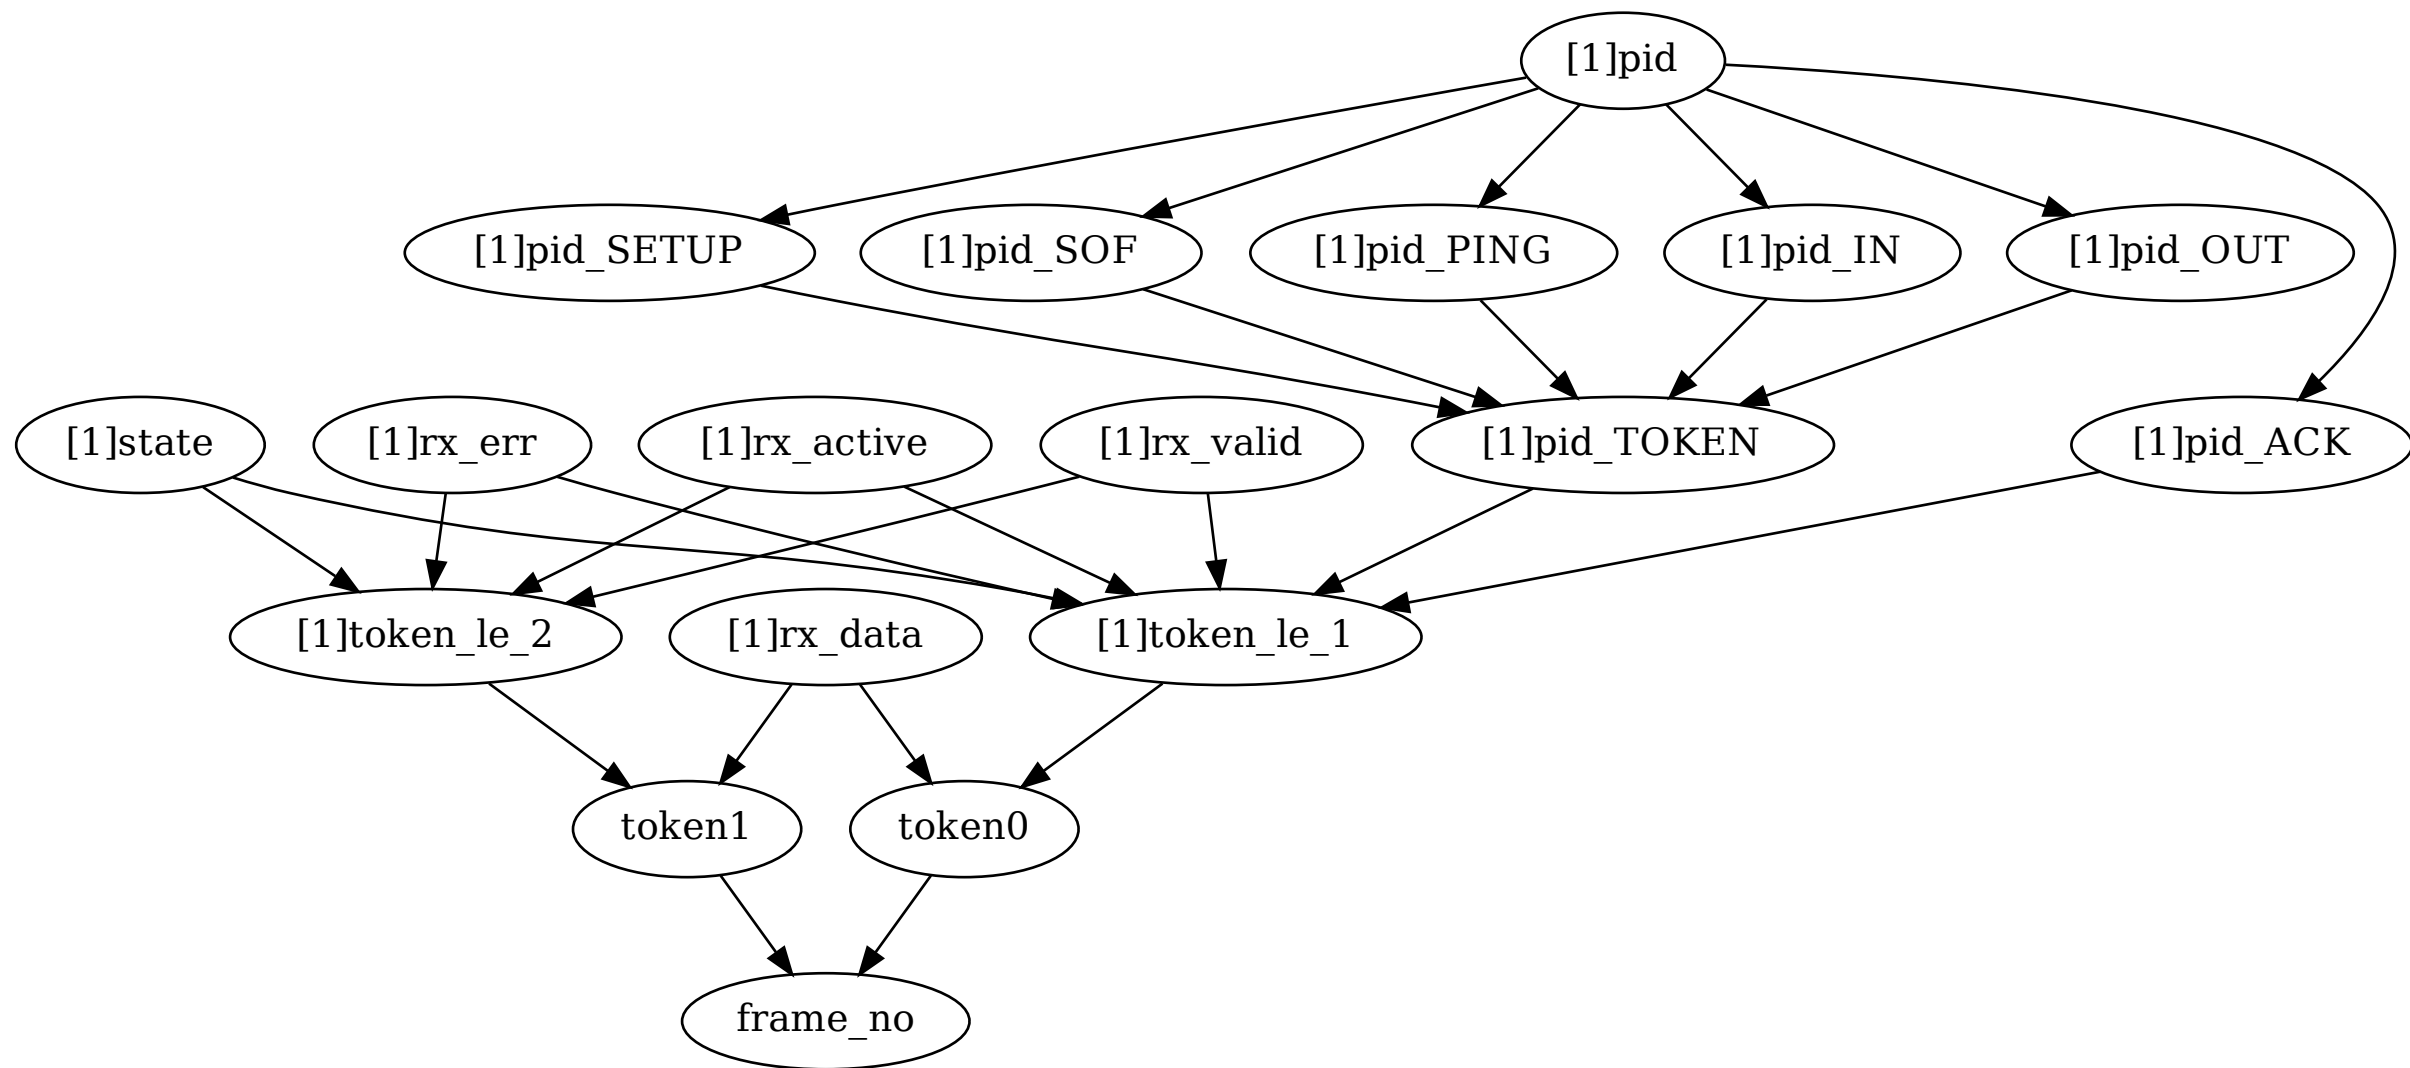 [1]pid
[1]pid_SETUP
[1]pid_SOF
[1]pid_PING
[1]pid_IN
[1]pid_OUT
[1]state
[1]rx_err
[1]rx_active
[1]rx_valid
[1]pid_TOKEN
[1]pid_ACK
[1]token_le_2
[1]rx_data
[1]token_le_1
token1
token0
frame_no